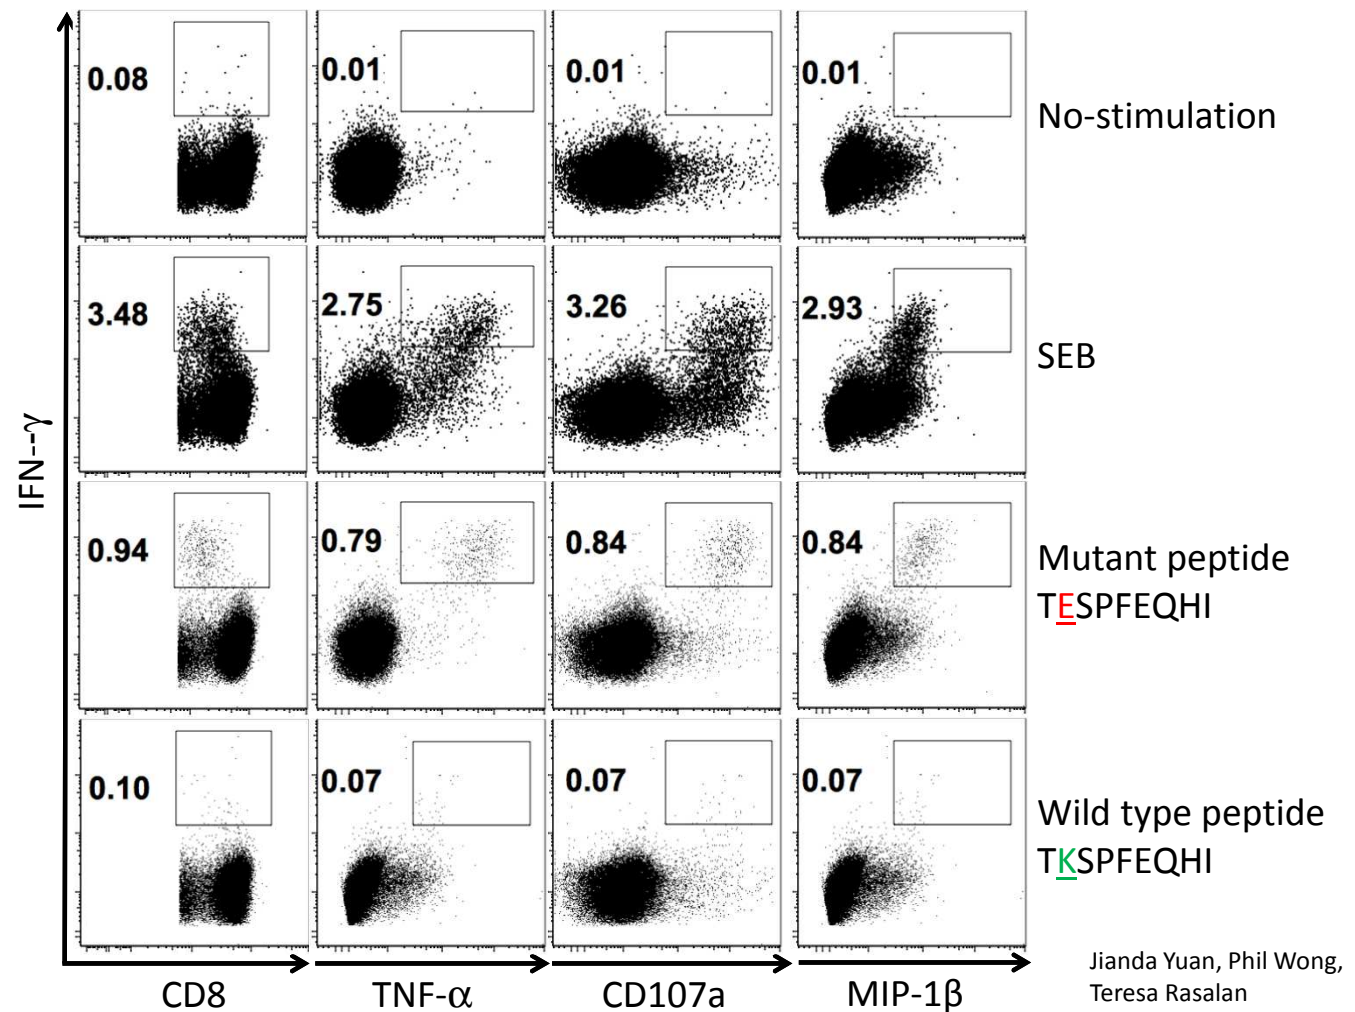 0.08
0.01
0.01
0.01
No-stimulation
3.48
2.75
3.26
2.93
SEB
IFN--γ
0.94
0.79
0.84
0.84
Mutant peptide
TESPFEQHI
0.10
0.07
0.07
0.07
Wild type peptide
TKSPFEQHI
CD8
TNF-α
CD107a
MIP-1β
Jianda Yuan, Phil Wong,
Teresa Rasalan